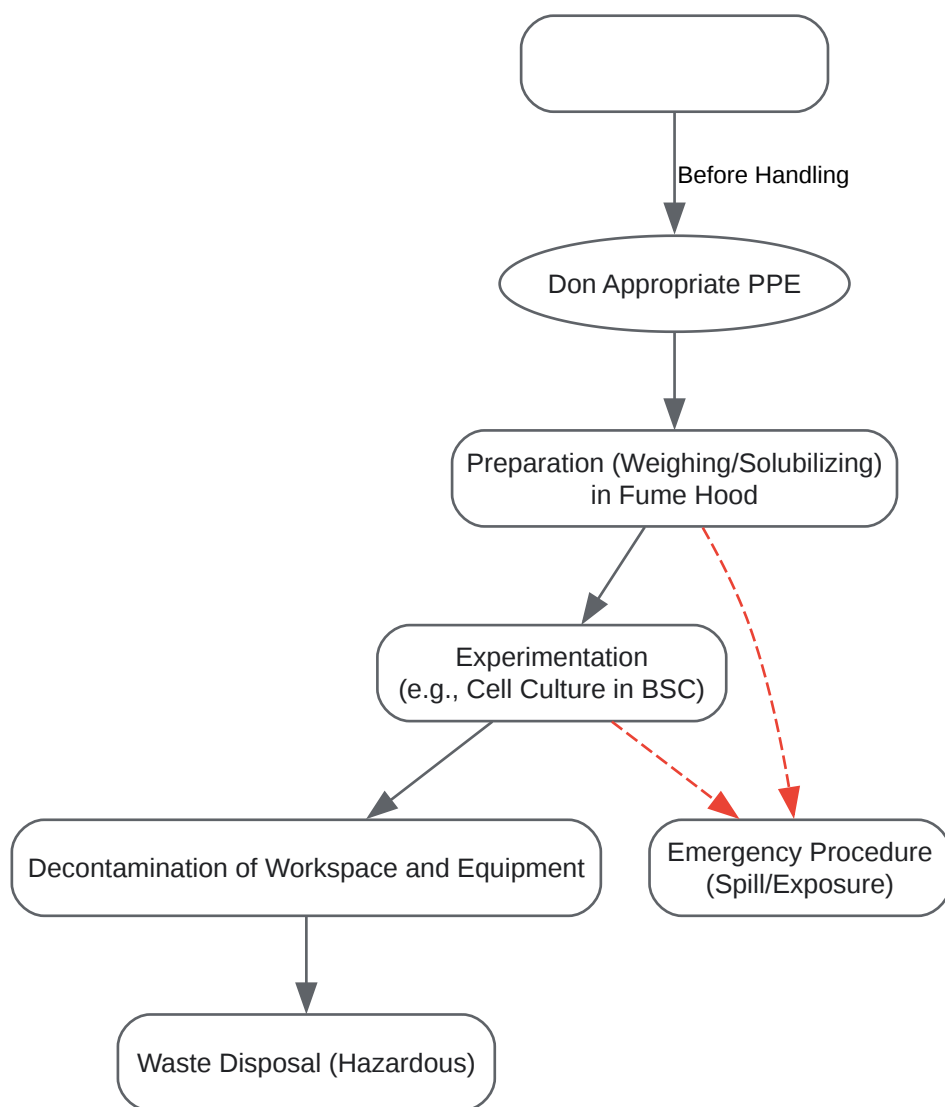 Before Handling
Don Appropriate PPE
Preparation (Weighing/Solubilizing)
in Fume Hood
Experimentation
(e.g., Cell Culture in BSC)
Decontamination of Workspace and Equipment
Emergency Procedure
(Spill/Exposure)
Waste Disposal (Hazardous)